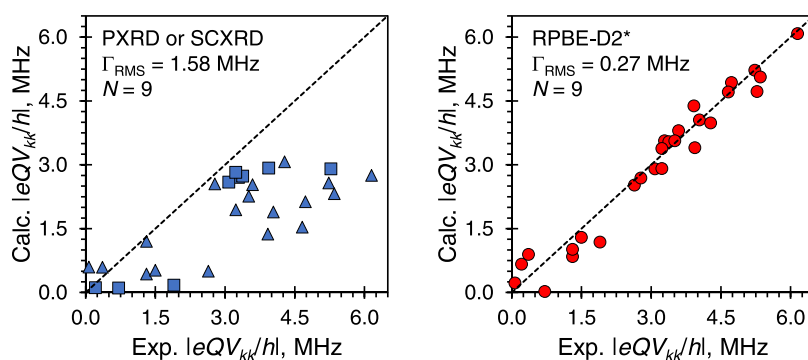 PXRD or SCXRD
ΓRMS = 1.58 MHz
N = 9
Calc. |eQVkk/h|, MHz
6.0
4.5
3.0
1.5
0.0
0.0 1.5 3.0 4.5 6.0
Exp. |eQVkk/h|, MHz
RPBE-D2*
ΓRMS = 0.27 MHz
N = 9
Calc. |eQVkk/h|, MHz
6.0
4.5
3.0
1.5
0.0
0.0 1.5 3.0 4.5 6.0
Exp. |eQVkk/h|, MHz